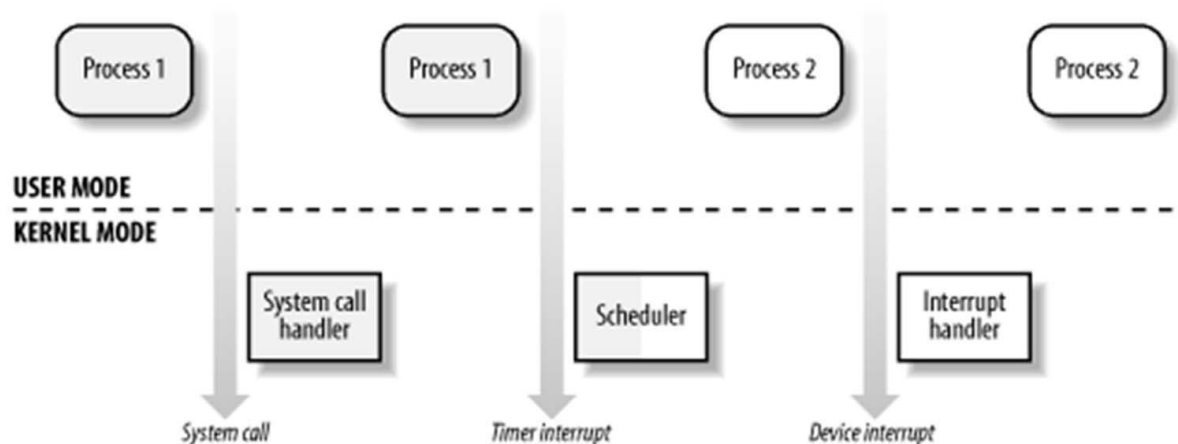 Process 1
Process 1
Process 2
Process 2
USER MODE
KERNEL MODE
System call
handler
Scheduler
Interrupt
handler
System call
Timer interrupt
Device interrupt